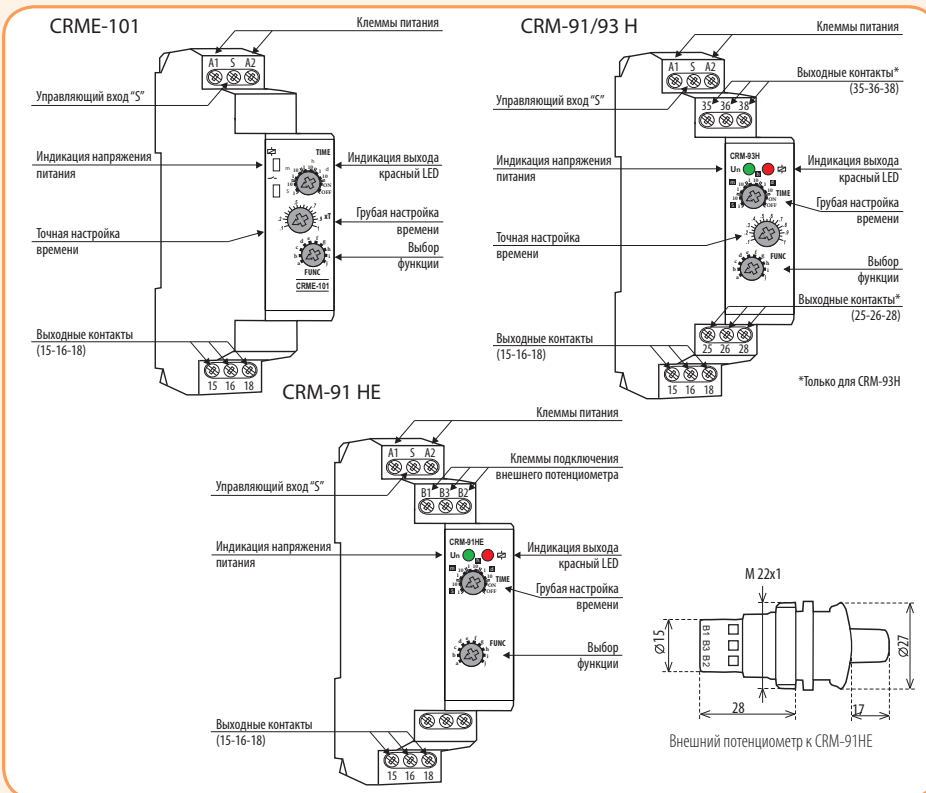 CRME-101
Клеммы питания
A1 S A2
Управляющий вход “S”
Индикация напряжения
питания
TIME
Индикация выхода
красный LED
ON
OFF
xT
Грубая настройка
времени
Точная настройка
времени
Выбор
функции
FUNC
CRME-101
Выходные контакты
(15-16-18)
15 16 18
CRM-91/93 H
Клеммы питания
A1 S A2
Выходные контакты*
(35-36-38)
Управляющий вход “S”
35 36 38
CRM-93H
Un
Индикация напряжения
питания
Индикация выхода
красный LED
TIME
ON
OFF
Грубая настройка
времени
Точная настройка
времени
FUNC
Выбор
функции
Выходные контакты*
(25-26-28)
25 26 28
Выходные контакты
(15-16-18)
15 16 18
*Только для CRM-93H
CRM-91 HE
Клеммы питания
A1 S A2
Клеммы подключения
внешнего потенциометра
Управляющий вход “S”
B1 B3 B2
CRM-91HE
Un
Индикация напряжения
питания
Индикация выхода
красный LED
TIME
ON
OFF
Грубая настройка
времени
FUNC
Выбор
функции
Выходные контакты
(15-16-18)
15 16 18
M 22x1
Ø15
B1 B3 B2
Ø27
28
17
Внешний потенциометр к CRM-91HE